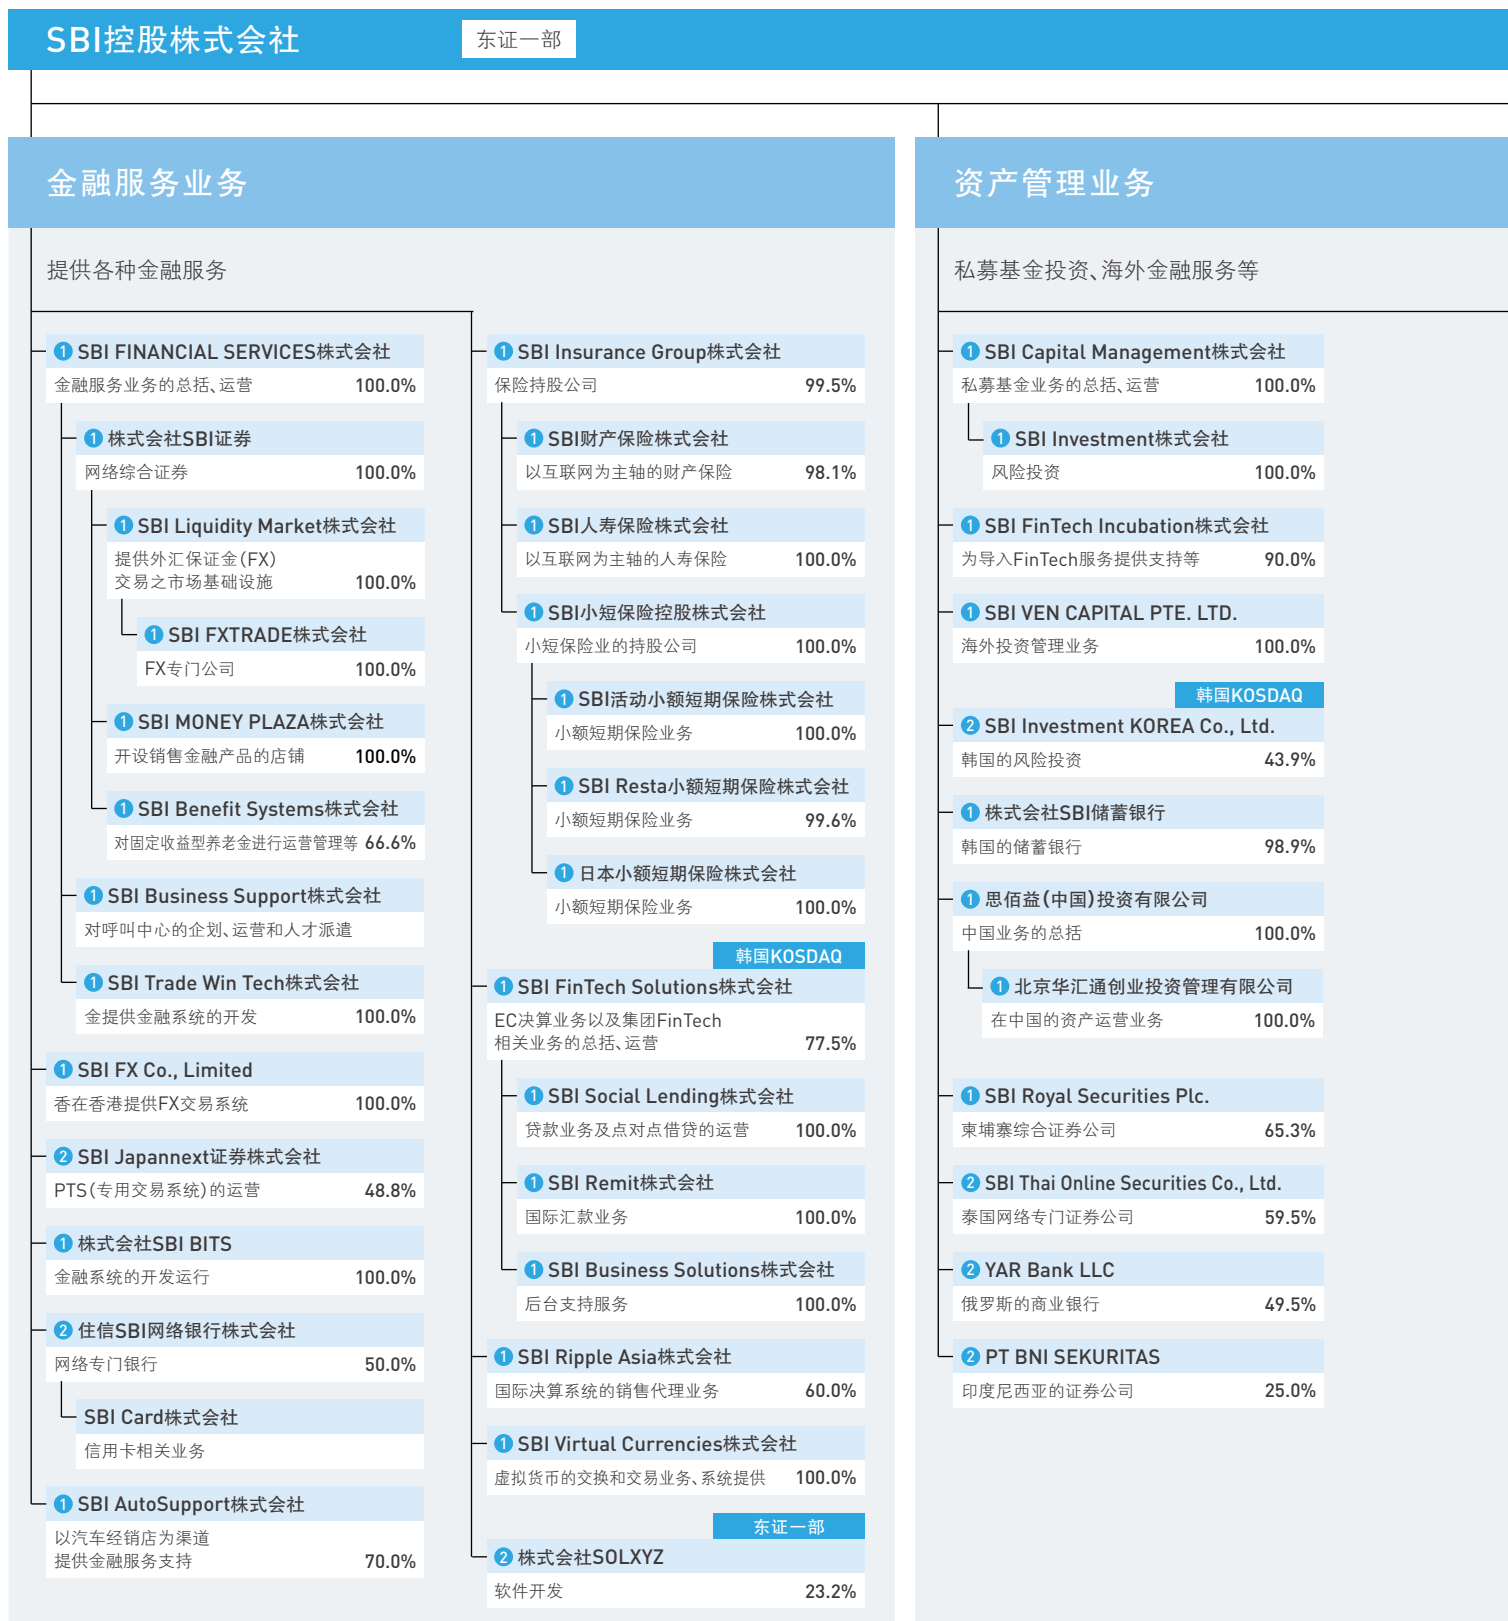 SBI控股株式会社
东证一部
金融服务业务
提供各种金融服务
1 SBI FINANCIAL SERVICES株式会社
金融服务业务的总括、运营 100.0%
1 株式会社SBI证券
网络综合证券 100.0%
1 SBI Liquidity Market株式会社
提供外汇保证金(FX)
交易之市场基础设施 100.0%
1 SBI FXTRADE株式会社
FX专门公司 100.0%
1 SBI MONEY PLAZA株式会社
开设销售金融产品的店铺 100.0%
1 SBI Benefit Systems株式会社
对固定收益型养老金进行运营管理等 66.6%
1 SBI Business Support株式会社
对呼叫中心的企划、运营和人才派遣
1 SBI Trade Win Tech株式会社
金提供金融系统的开发 100.0%
1 SBI FX Co., Limited
香在香港提供FX交易系统 100.0%
2 SBI Japannext证券株式会社
PTS(专用交易系统)的运营 48.8%
1 株式会社SBI BITS
金融系统的开发运行 100.0%
2 住信SBI网络银行株式会社
网络专门银行 50.0%
SBI Card株式会社
信用卡相关业务
1 SBI AutoSupport株式会社
以汽车经销店为渠道
提供金融服务支持 70.0%
1 SBI Insurance Group株式会社
保险持股公司 99.5%
1 SBI财产保险株式会社
以互联网为主轴的财产保险 98.1%
1 SBI人寿保险株式会社
以互联网为主轴的人寿保险 100.0%
1 SBI小短保险控股株式会社
小短保险业的持股公司 100.0%
1 SBI活动小额短期保险株式会社
小额短期保险业务 100.0%
1 SBI Resta小额短期保险株式会社
小额短期保险业务 99.6%
1 日本小额短期保险株式会社
小额短期保险业务 100.0%
韩国KOSDAQ
1 SBI FinTech Solutions株式会社
EC决算业务以及集团FinTech
相关业务的总括、运营 77.5%
1 SBI Social Lending株式会社
贷款业务及点对点借贷的运营 100.0%
1 SBI Remit株式会社
国际汇款业务 100.0%
1 SBI Business Solutions株式会社
后台支持服务 100.0%
1 SBI Ripple Asia株式会社
国际决算系统的销售代理业务 60.0%
1 SBI Virtual Currencies株式会社
虚拟货币的交换和交易业务、系统提供 100.0%
东证一部
2 株式会社SOLXYZ
软件开发 23.2%
资产管理业务
私募基金投资、海外金融服务等
1 SBI Capital Management株式会社
私募基金业务的总括、运营 100.0%
1 SBI Investment株式会社
风险投资 100.0%
1 SBI FinTech Incubation株式会社
为导入FinTech服务提供支持等 90.0%
1 SBI VEN CAPITAL PTE. LTD.
海外投资管理业务 100.0%
韩国KOSDAQ
2 SBI Investment KOREA Co., Ltd.
韩国的风险投资 43.9%
1 株式会社SBI储蓄银行
韩国的储蓄银行 98.9%
1 思佰益(中国)投资有限公司
中国业务的总括 100.0%
1 北京华汇通创业投资管理有限公司
在中国的资产运营业务 100.0%
1 SBI Royal Securities Plc.
柬埔寨综合证券公司 65.3%
2 SBI Thai Online Securities Co., Ltd.
泰国网络专门证券公司 59.5%
2 YAR Bank LLC
俄罗斯的商业银行 49.5%
2 PT BNI SEKURITAS
印度尼西亚的证券公司 25.0%